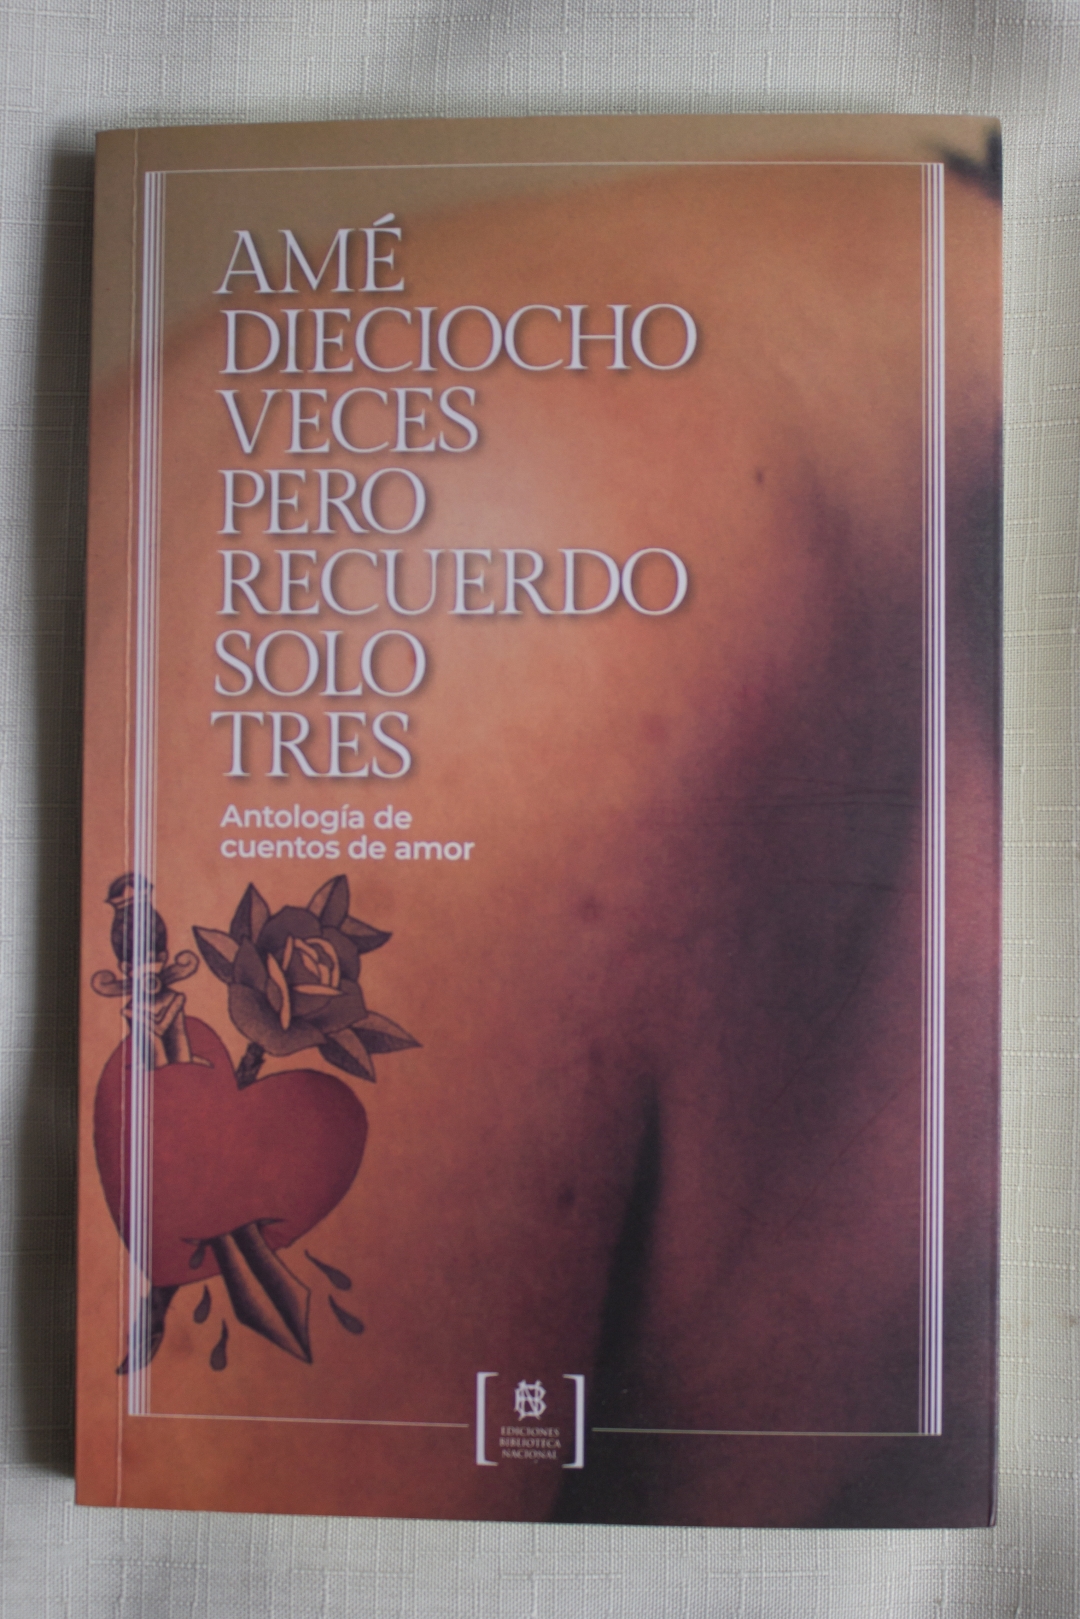 AMÉ
DIECIOCHO
VECES
PERO
RECUERDO
SOLO
TRES
Antología de
cuentos de amor
EDICIONES
BIBLIOTECA
NACIONAL